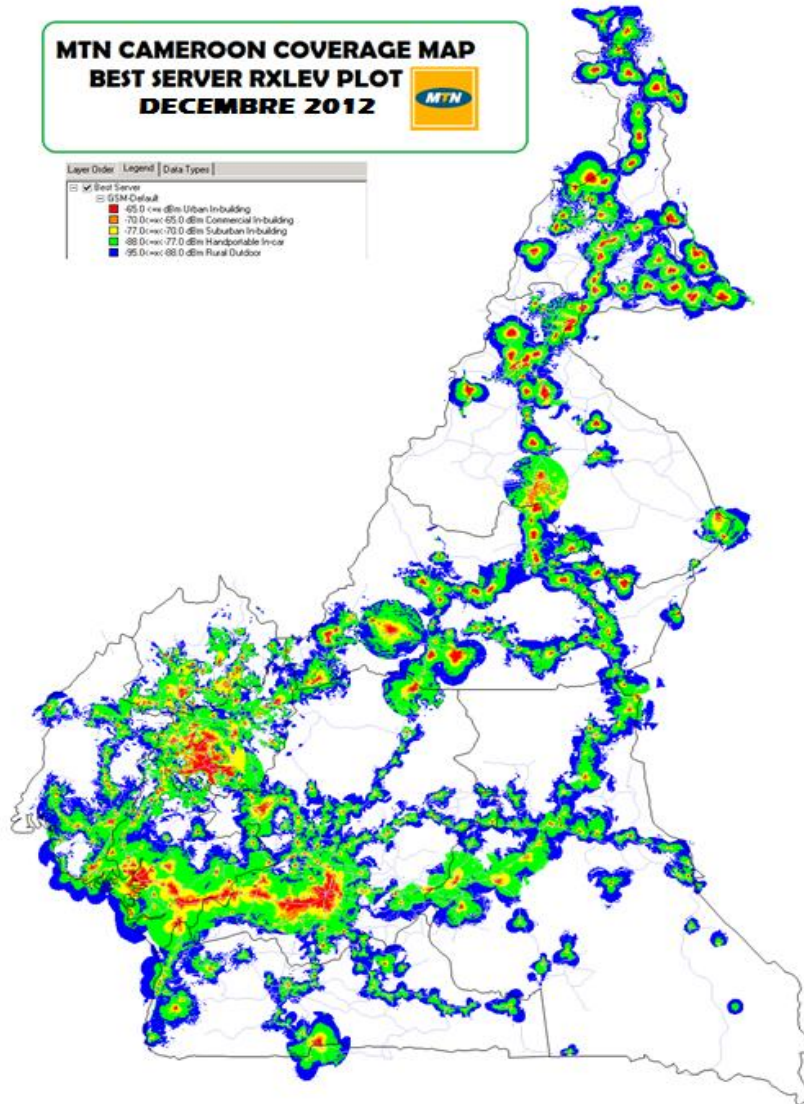 MTN CAMEROON COVERAGE MAP
BEST SERVER RXLEV PLOT
DECEMBRE 2012
MTN
Layer Order Legend Data Types
Best Server
GSM-Default
-65.0 <=x dBm Urban In-building
-70.0<=x<-65.0 dBm Commercial In-building
-77.0<=x<-70.0 dBm Suburban In-building
-88.0<=x<-77.0 dBm Handportable In-car
-95.0<=x<-88.0 dBm Rural Outdoor